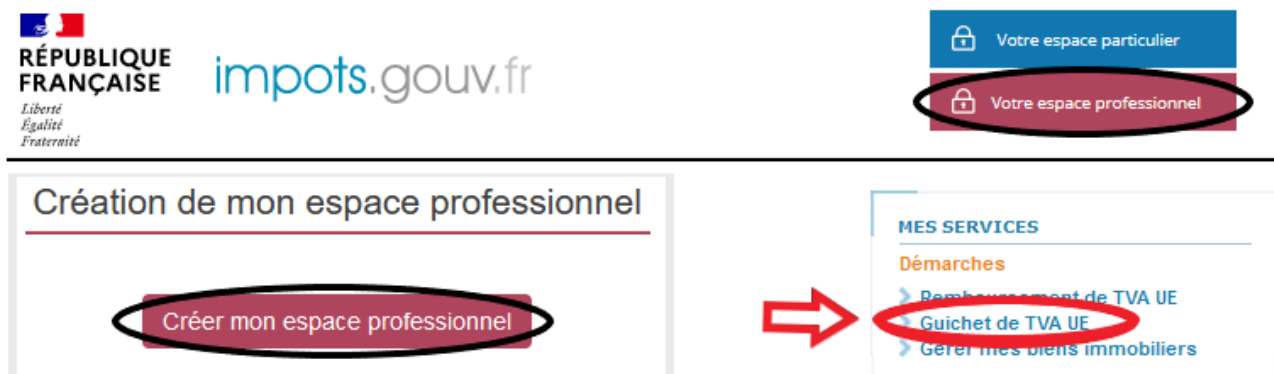 RÉPUBLIQUE
FRANÇAISE
Liberté
Égalité
Fraternité
impots.gouv.fr
Votre espace particulier
Votre espace professionnel
Création de mon espace professionnel
Créer mon espace professionnel
MES SERVICES
Démarches
Remboursement de TVA UE
Guichet de TVA UE
Gérer mes biens immobiliers